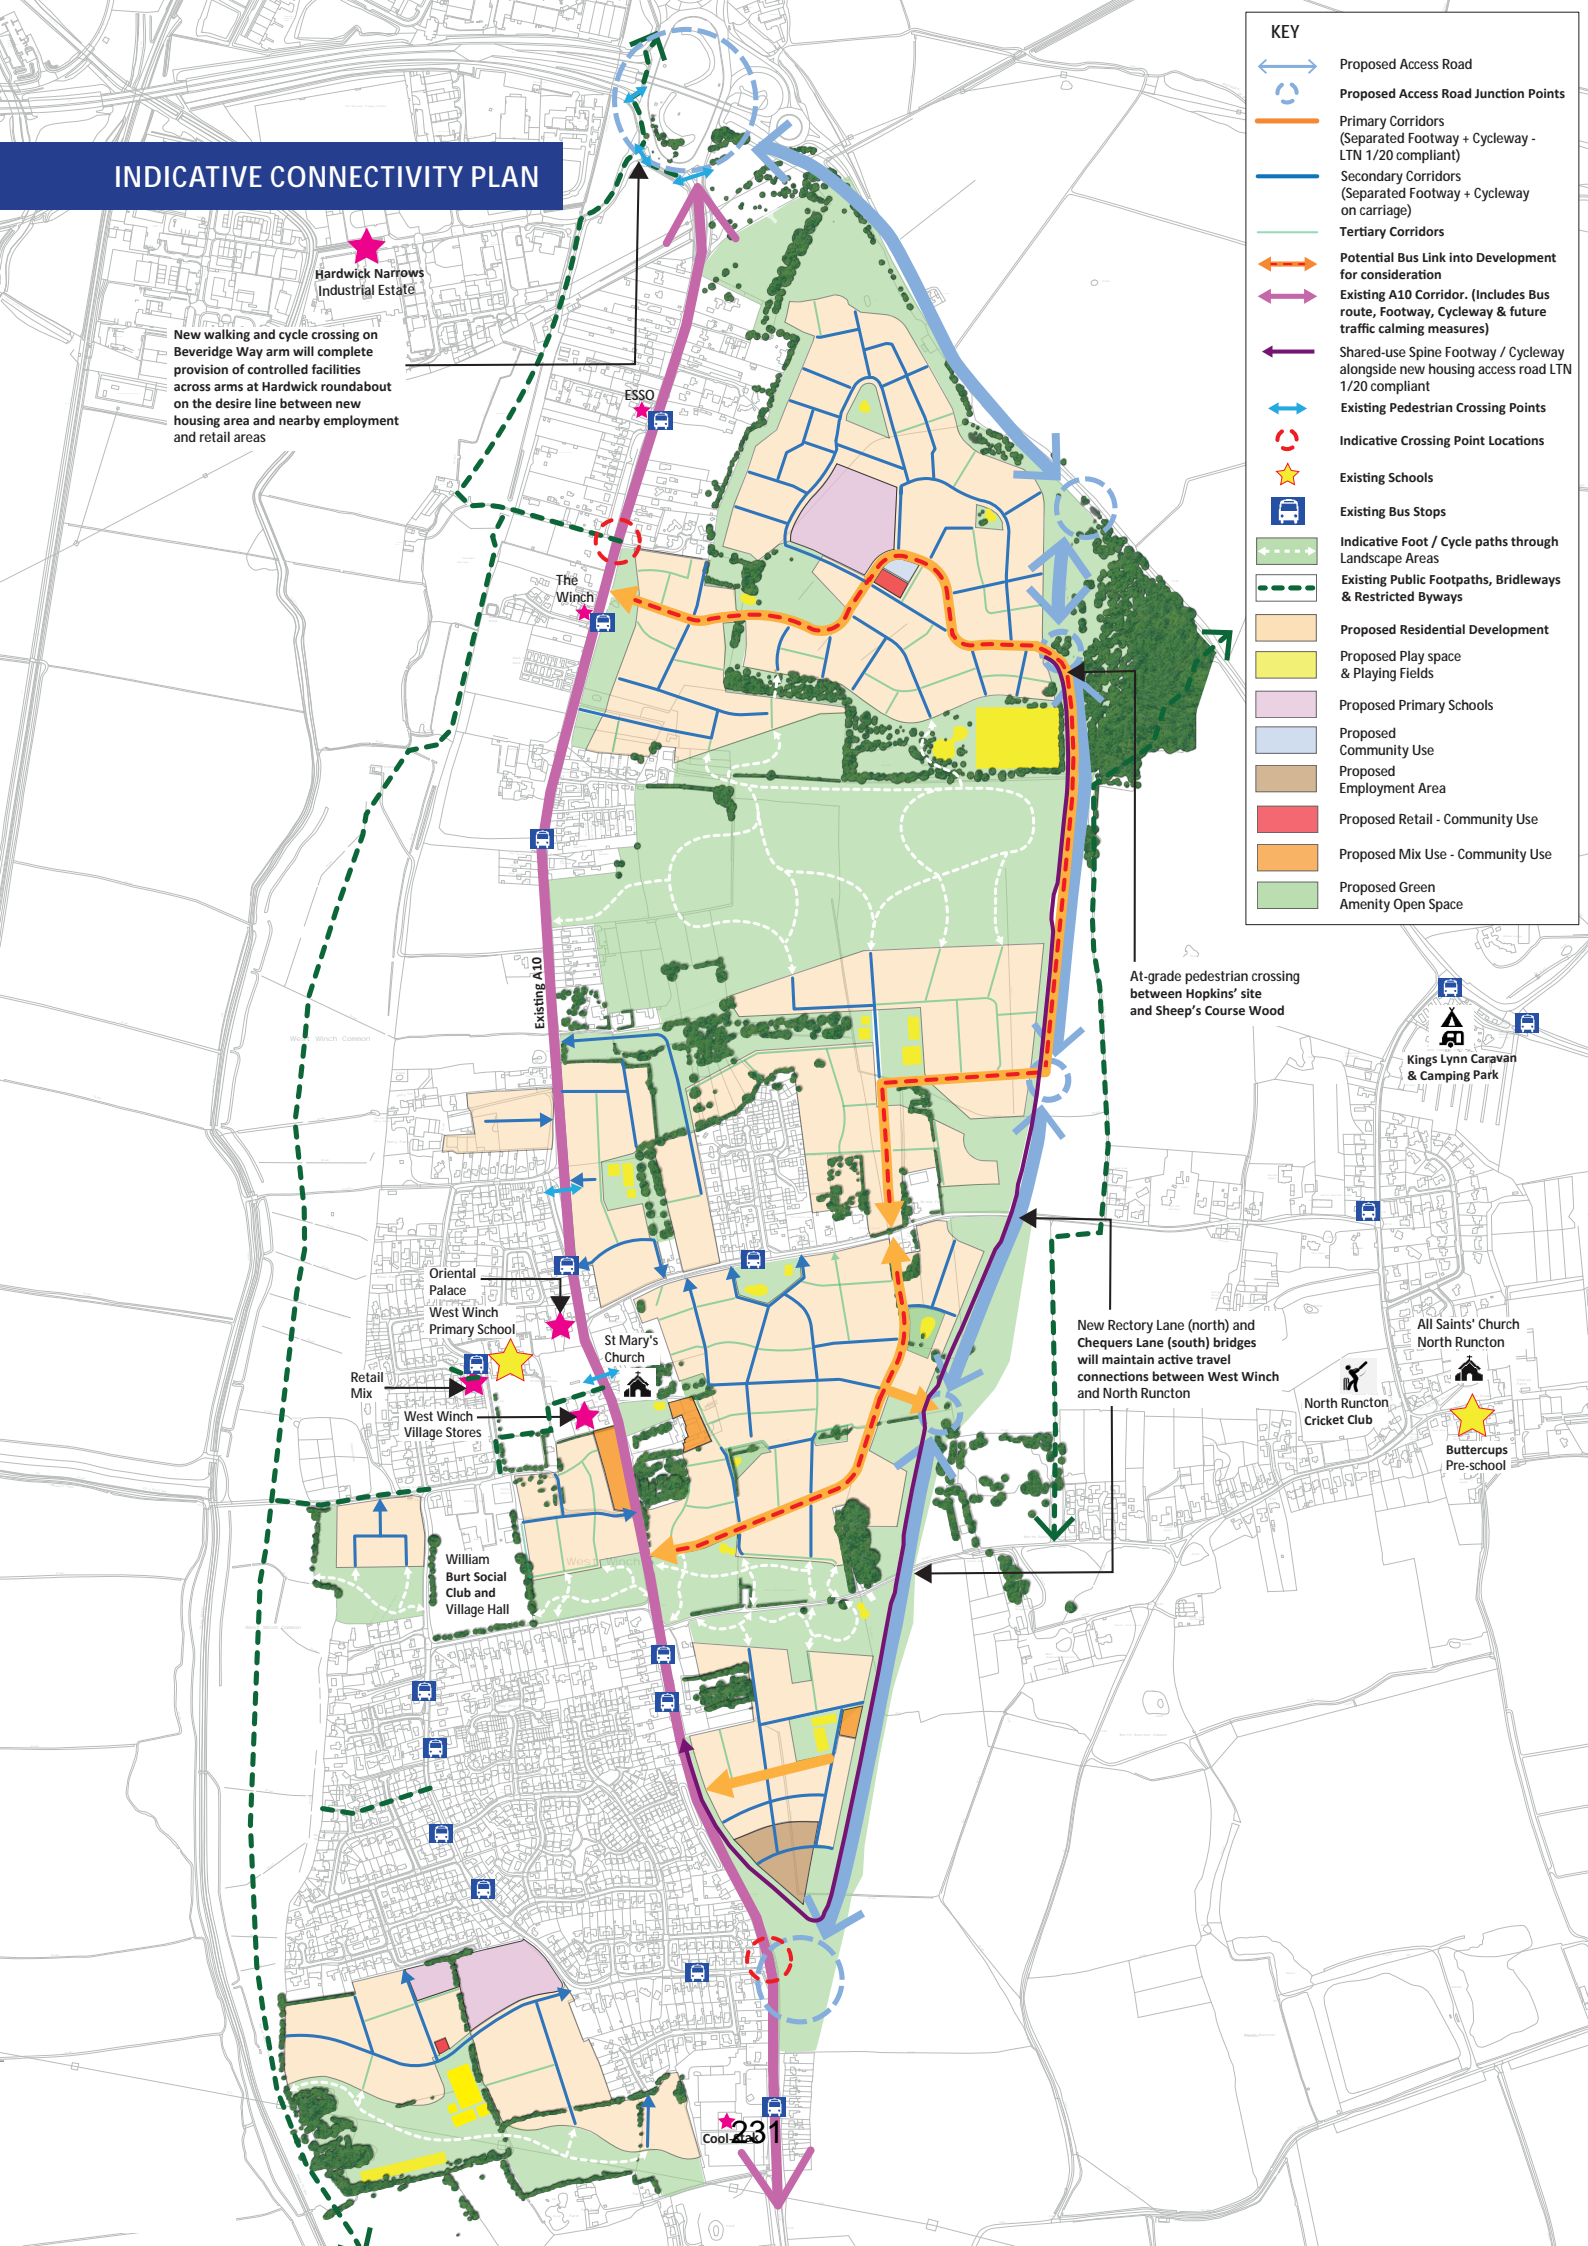 KEY
Proposed Access Road
Proposed Access Road Junction Points
Primary Corridors
(Separated Footway + Cycleway -
LTN 1/20 compliant)
Secondary Corridors
(Separated Footway + Cycleway
on carriage)
Tertiary Corridors
Potential Bus Link into Development
for consideration
Existing A10 Corridor. (Includes Bus
route, Footway, Cycleway & future
traffic calming measures)
Shared-use Spine Footway / Cycleway
alongside new housing access road LTN
1/20 compliant
Existing Pedestrian Crossing Points
Indicative Crossing Point Locations
Existing Schools
Existing Bus Stops
Indicative Foot / Cycle paths through
Landscape Areas
Existing Public Footpaths, Bridleways
& Restricted Byways
Proposed Residential Development
Proposed Play space
& Playing Fields
Proposed Primary Schools
Proposed
Community Use
Proposed
Employment Area
Proposed Retail - Community Use
Proposed Mix Use - Community Use
Proposed Green
Amenity Open Space
INDICATIVE CONNECTIVITY PLAN
Hardwick Narrows
Industrial Estate
New walking and cycle crossing on
Beveridge Way arm will complete
provision of controlled facilities
across arms at Hardwick roundabout
on the desire line between new
housing area and nearby employment
and retail areas
ESSO
The
Winch
Existing A10
At-grade pedestrian crossing
between Hopkins' site
and Sheep's Course Wood
West Winch Common
Kings Lynn Caravan
& Camping Park
Oriental
Palace
West Winch
Primary School
St Mary's
Church
Retail
Mix
West Winch
Village Stores
New Rectory Lane (north) and
Chequers Lane (south) bridges
will maintain active travel
connections between West Winch
and North Runcton
All Saints' Church
North Runcton
North Runcton
Cricket Club
Buttercups
Pre-school
West Winch
William
Burt Social
Club and
Village Hall
Cool-Stak
231